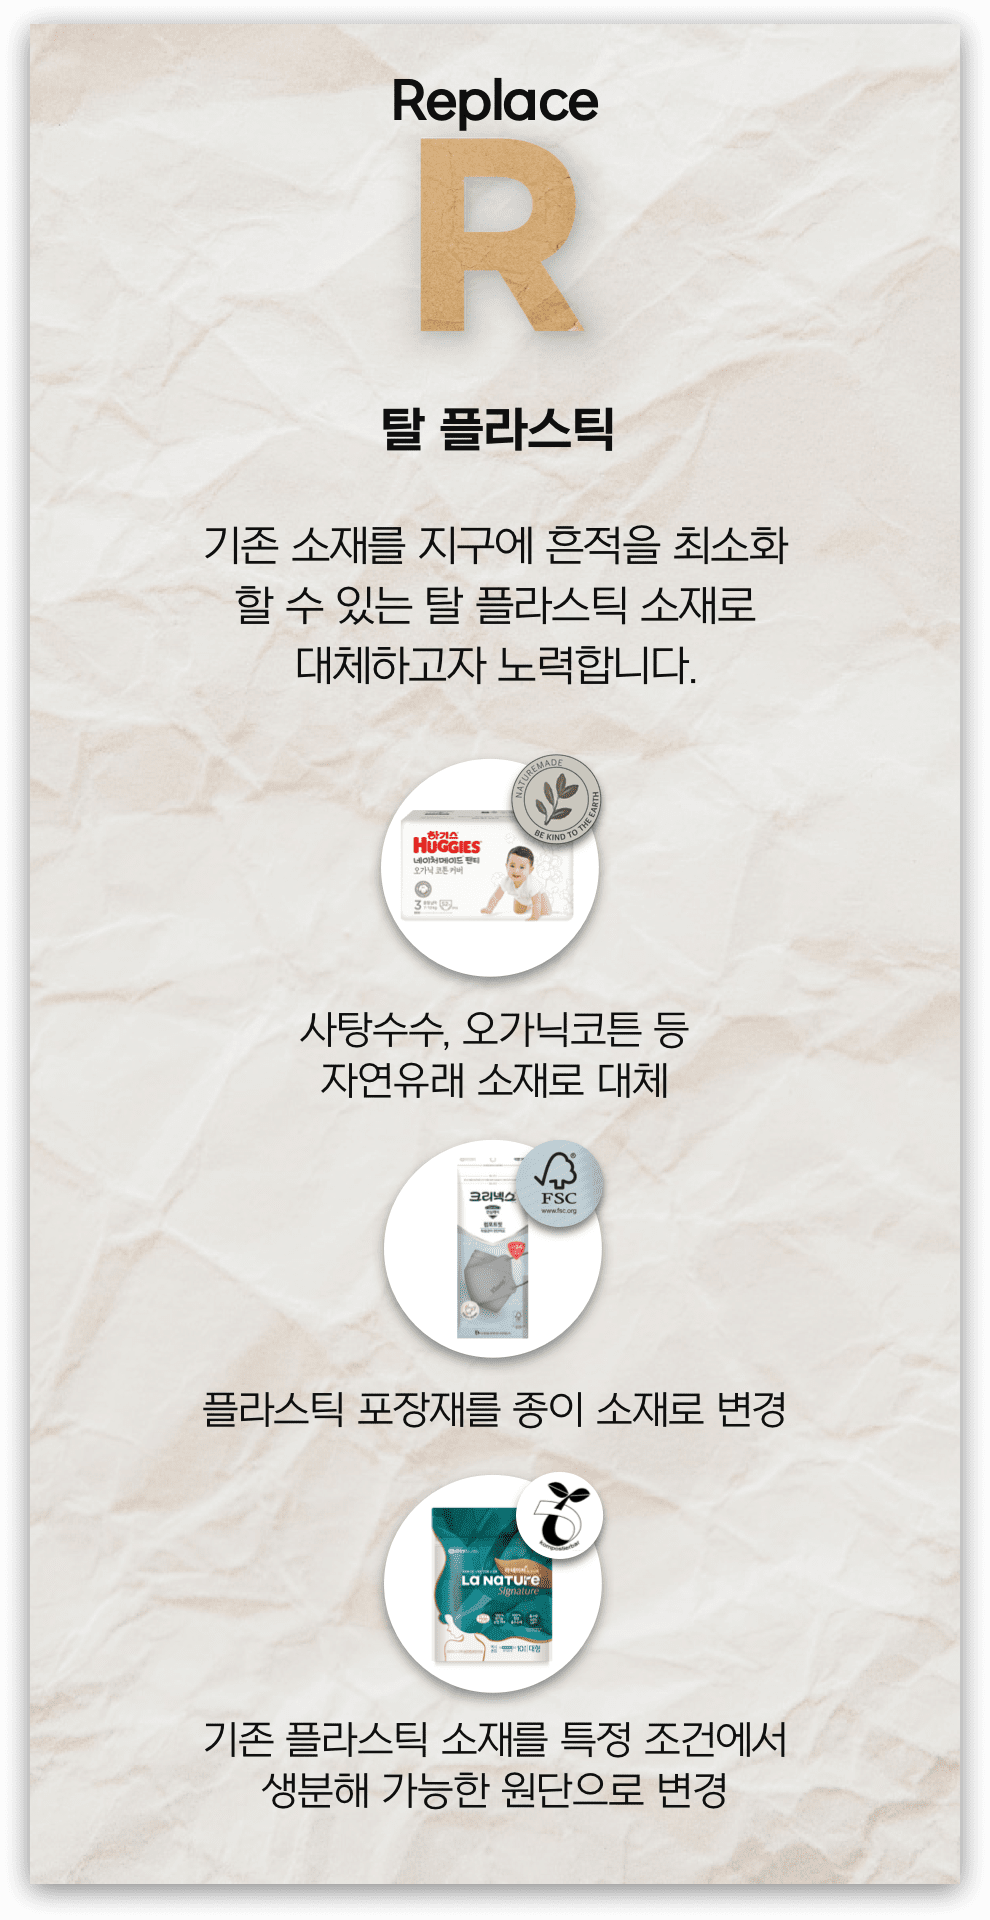 Replace
R
탈 플라스틱
기존 소재를 지구에 흔적을 최소화
할 수 있는 탈 플라스틱 소재로
대체하고자 노력합니다.
NATUREMADE
BE KIND TO THE EARTH
하기스
HUGGIES
네이처메이드 팬티
오가닉 코튼 커버
3
사탕수수, 오가닉코튼 등
자연유래 소재로 대체
크리넥스
FSC
www.fsc.org
플라스틱 포장재를 종이 소재로 변경
kompostierbar
La NaTUre
Signature
10 대형
기존 플라스틱 소재를 특정 조건에서
생분해 가능한 원단으로 변경